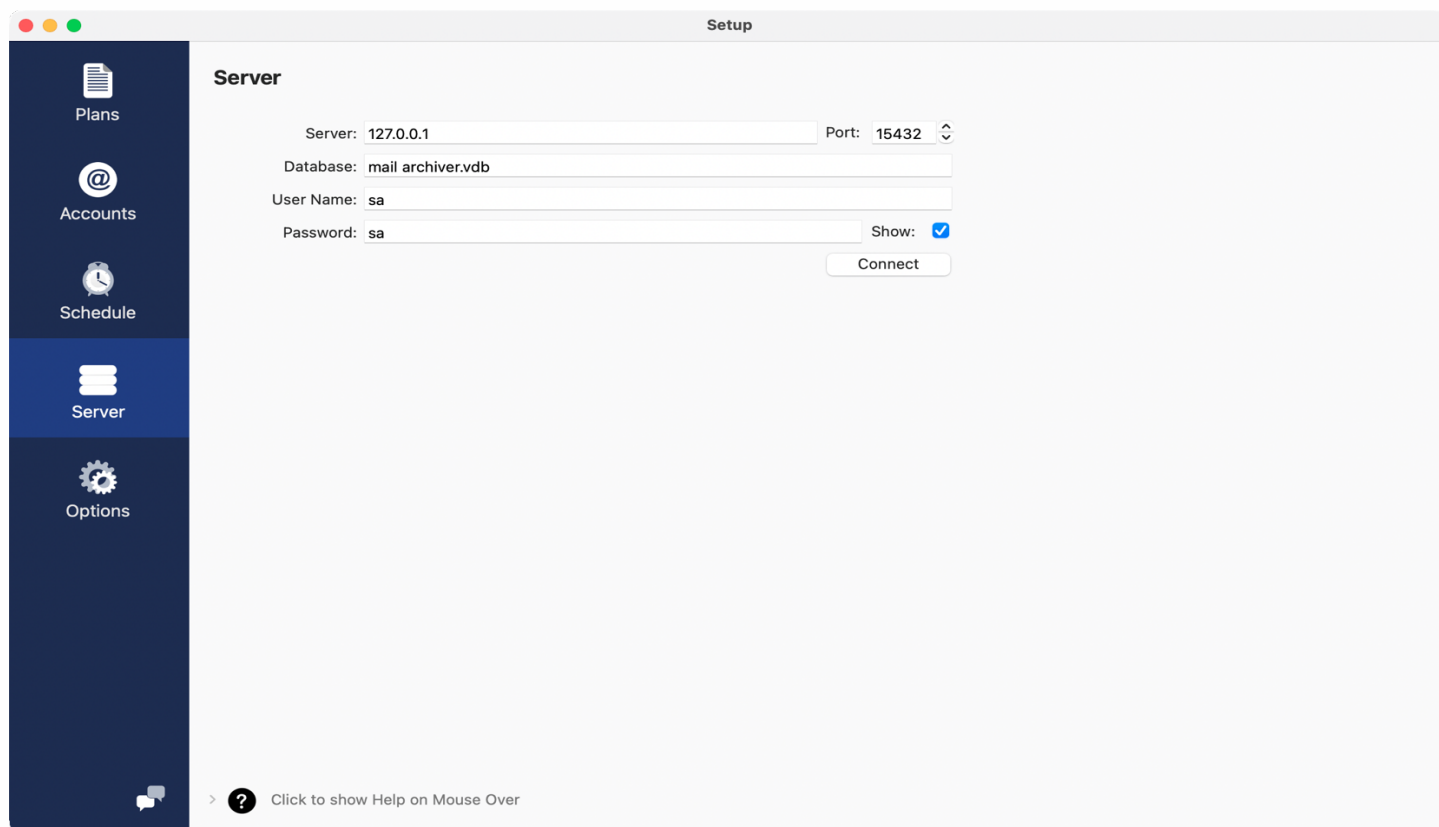 Setup
Plans
@
Accounts
Schedule
Server
Options
Server
Server: 127.0.0.1 Port: 15432
Database: mail archiver.vdb
User Name: sa
Password: sa Show:
Connect
? Click to show Help on Mouse Over